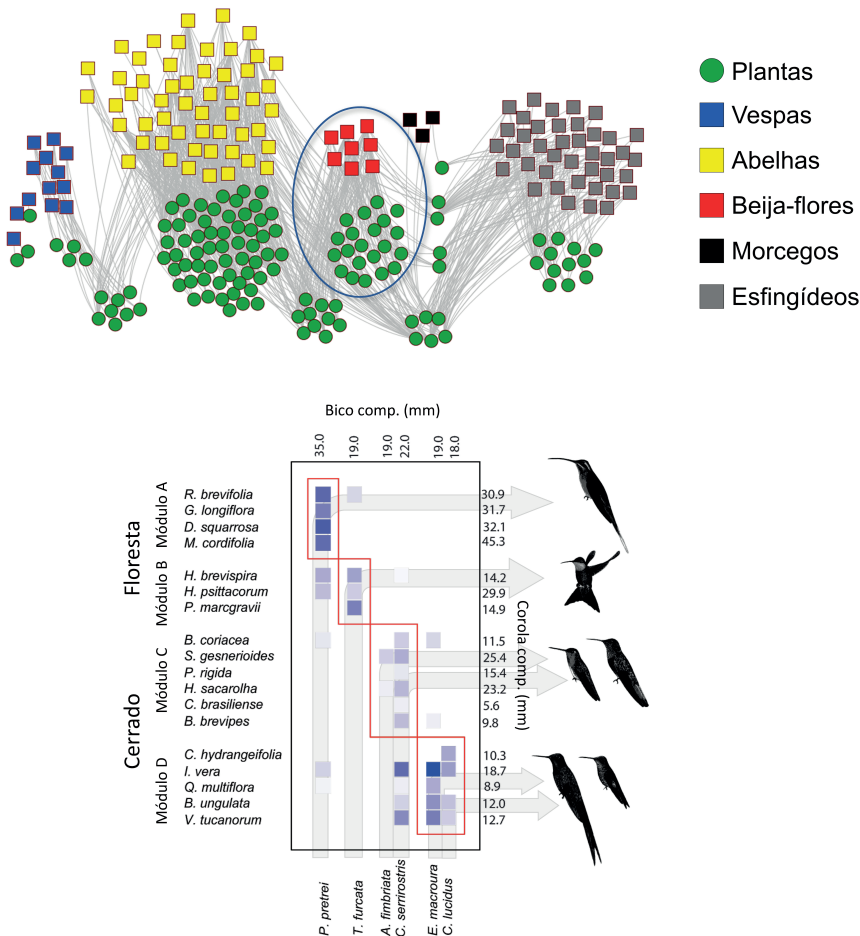 Plantas
Vespas
Abelhas
Beija-flores
Morcegos
Esfingídeos
Bico comp. (mm)
35.0 19.0 19.0 22.0 19.0 18.0
Floresta
Cerrado
Módulo A
R. brevifolia 30.9
G. longiflora 31.7
D. squarrosa 32.1
M. cordifolia 45.3
Módulo B
H. brevispira 14.2
H. psittacorum 29.9
P. marcgravii 14.9
Módulo C
B. coriacea 11.5
S. gesnerioides 25.4
P. rigida 15.4
H. sacarolha 23.2
C. brasiliense 5.6
B. brevipes 9.8
Módulo D
C. hydrangeifolia 10.3
I. vera 18.7
Q. multiflora 8.9
B. ungulata 12.0
V. tucanorum 12.7
Corola comp. (mm)
P. pretrei
T. furcata
A. fimbriata
C. serrirostris
E. macroura
C. lucidus